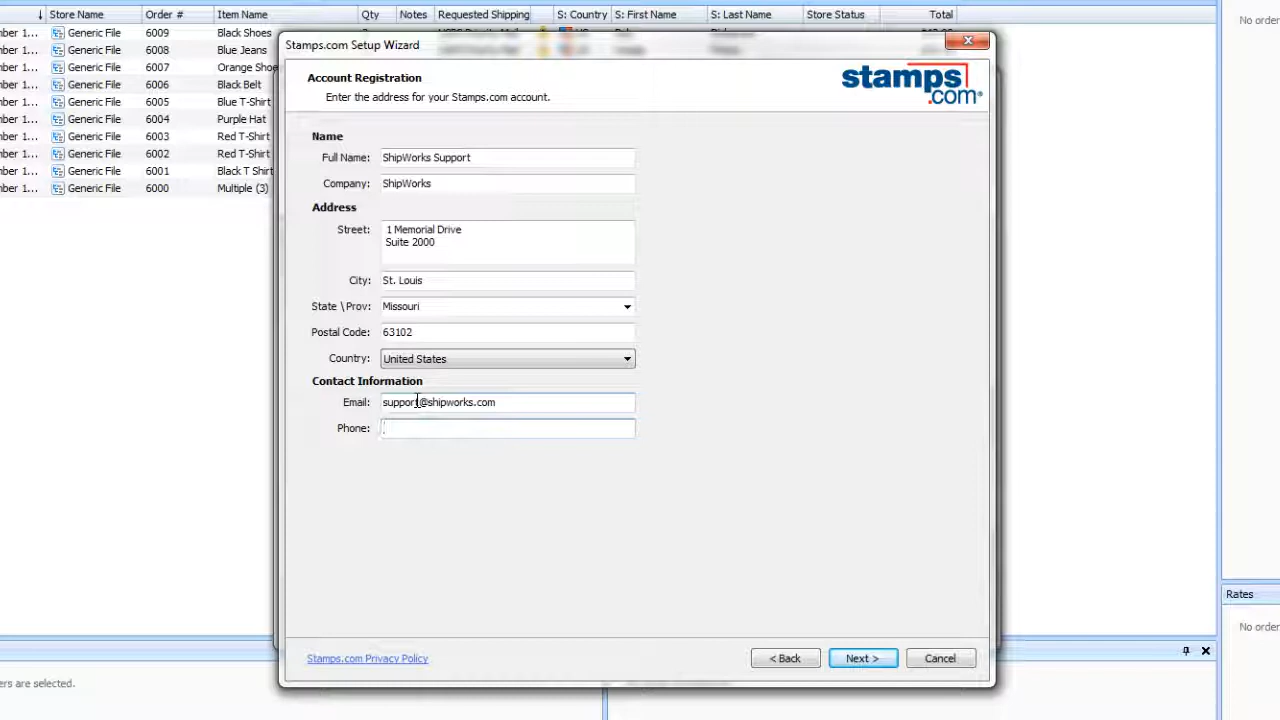 Store Name Order # Item Name Qty Notes Requested Shipping S: Country S: First Name S: Last Name Store Status Total
Generic File 6009 Black Shoes
Generic File 6008 Blue Jeans
Generic File 6007 Orange Shoe
Generic File 6006 Black Belt
Generic File 6005 Blue T-Shirt
Generic File 6004 Purple Hat
Generic File 6003 Red T-Shirt
Generic File 6002 Red T-Shirt
Generic File 6001 Black T Shirt
Generic File 6000 Multiple (3)
Stamps.com Setup Wizard
Account Registration
Enter the address for your Stamps.com account.
stamps
.com®
Name
Full Name: ShipWorks Support
Company: ShipWorks
Address
Street: 1 Memorial Drive
Suite 2000
City: St. Louis
State \Prov: Missouri
Postal Code: 63102
Country: United States
Contact Information
Email: support@shipworks.com
Phone:
Stamps.com Privacy Policy
< Back Next > Cancel
No order
Rates
No order
ers are selected.